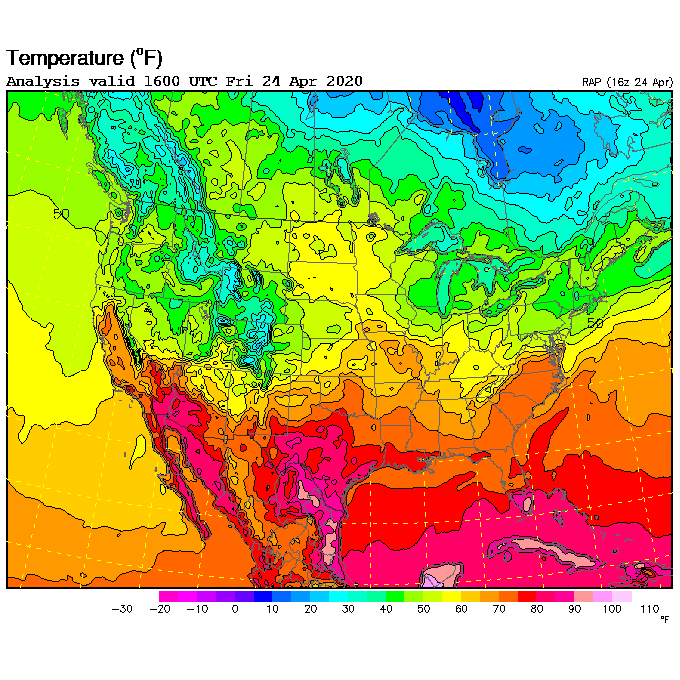 Temperature (°F)
Analysis valid 1600 UTC Fri 24 Apr 2020
RAP (16z 24 Apr)
50
50
-30 -20 -10 0 10 20 30 40 50 60 70 80 90 100 110
°F